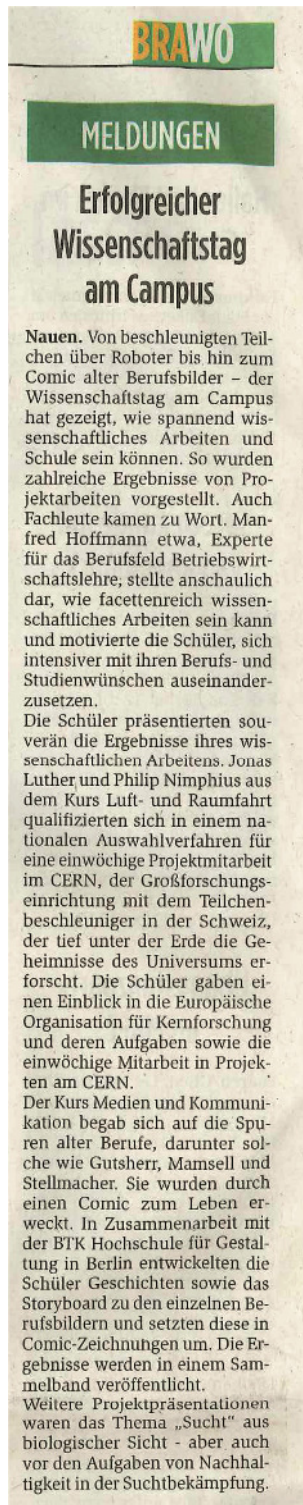 BRAWO
MELDUNGEN
Erfolgreicher
Wissenschaftstag
am Campus
Nauen. Von beschleunigten Teil-
chen über Roboter bis hin zum
Comic alter Berufsbilder – der
Wissenschaftstag am Campus
hat gezeigt, wie spannend wis-
senschaftliches Arbeiten und
Schule sein können. So wurden
zahlreiche Ergebnisse von Pro-
jektarbeiten vorgestellt. Auch
Fachleute kamen zu Wort. Man-
fred Hoffmann etwa, Experte
für das Berufsfeld Betriebswirt-
schaftslehre, stellte anschaulich
dar, wie facettenreich wissen-
schaftliches Arbeiten sein kann
und motivierte die Schüler, sich
intensiver mit ihren Berufs- und
Studienwünschen auseinander-
zusetzen.
Die Schüler präsentierten sou-
verän die Ergebnisse ihres wis-
senschaftlichen Arbeitens. Jonas
Luther und Philip Nimphius aus
dem Kurs Luft- und Raumfahrt
qualifizierten sich in einem na-
tionalen Auswahlverfahren für
eine einwöchige Projektmitarbeit
im CERN, der Großforschungs-
einrichtung mit dem Teilchen-
beschleuniger in der Schweiz,
der tief unter der Erde die Ge-
heimnisse des Universums er-
forscht. Die Schüler gaben ei-
nen Einblick in die Europäische
Organisation für Kernforschung
und deren Aufgaben sowie die
einwöchige Mitarbeit in Projek-
ten am CERN.
Der Kurs Medien und Kommuni-
kation begab sich auf die Spu-
ren alter Berufe, darunter sol-
che wie Gutsherr, Mamsell und
Stellmacher. Sie wurden durch
einen Comic zum Leben er-
weckt. In Zusammenarbeit mit
der BTK Hochschule für Gestal-
tung in Berlin entwickelten die
Schüler Geschichten sowie das
Storyboard zu den einzelnen Be-
rufsbildern und setzten diese in
Comic-Zeichnungen um. Die Er-
gebnisse werden in einem Sam-
melband veröffentlicht.
Weitere Projektpräsentationen
waren das Thema „Sucht" aus
biologischer Sicht - aber auch
vor den Aufgaben von Nachhal-
tigkeit in der Suchtbekämpfung.